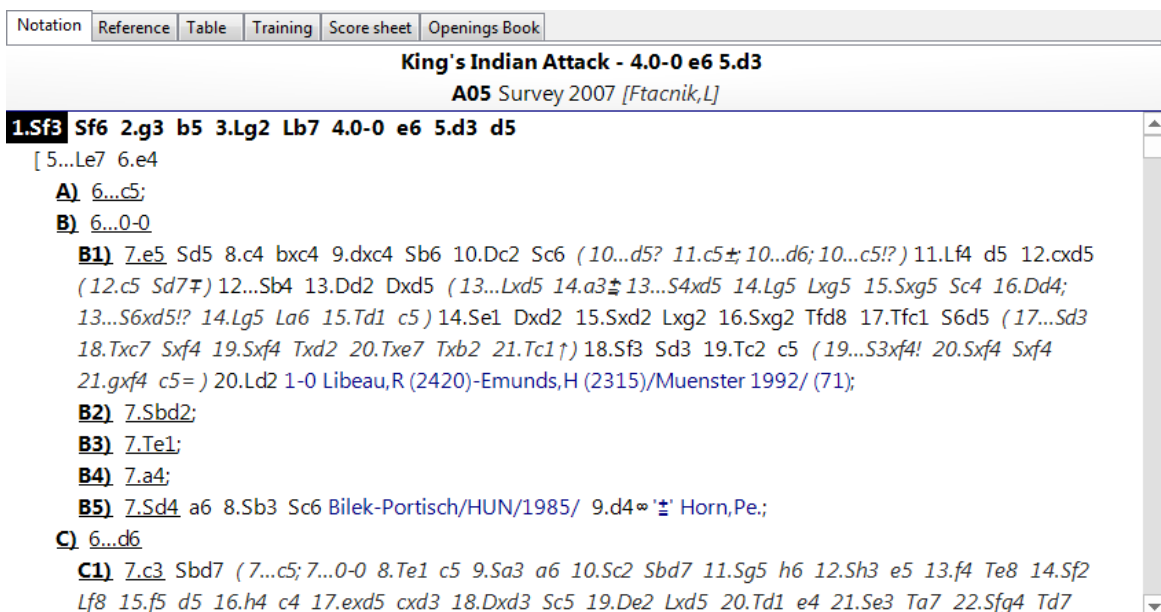 Notation Reference Table Training Score sheet Openings Book
King's Indian Attack - 4.0-0 e6 5.d3
A05 Survey 2007 [Ftacnik,L]
1.Sf3 Sf6 2.g3 b5 3.Lg2 Lb7 4.0-0 e6 5.d3 d5
[ 5...Le7 6.e4
A) 6...c5;
B) 6...0-0
B1) 7.e5 Sd5 8.c4 bxc4 9.dxc4 Sb6 10.Dc2 Sc6 ( 10...d5? 11.c5±; 10...d6; 10...c5!? ) 11.Lf4 d5 12.cxd5
( 12.c5 Sd7∓ ) 12...Sb4 13.Dd2 Dxd5 ( 13...Lxd5 14.a3⩲ 13...S4xd5 14.Lg5 Lxg5 15.Sxg5 Sc4 16.Dd4;
13...S6xd5!? 14.Lg5 La6 15.Td1 c5 ) 14.Se1 Dxd2 15.Sxd2 Lxg2 16.Sxg2 Tfd8 17.Tfc1 S6d5 ( 17...Sd3
18.Txc7 Sxf4 19.Sxf4 Txd2 20.Txe7 Txb2 21.Tc1↑ ) 18.Sf3 Sd3 19.Tc2 c5 ( 19...S3xf4! 20.Sxf4 Sxf4
21.gxf4 c5= ) 20.Ld2 1-0 Libeau,R (2420)-Emunds,H (2315)/Muenster 1992/ (71);
B2) 7.Sbd2;
B3) 7.Te1;
B4) 7.a4;
B5) 7.Sd4 a6 8.Sb3 Sc6 Bilek-Portisch/HUN/1985/ 9.d4∞ '⩲' Horn,Pe.;
C) 6...d6
C1) 7.c3 Sbd7 ( 7...c5; 7...0-0 8.Te1 c5 9.Sa3 a6 10.Sc2 Sbd7 11.Sg5 h6 12.Sh3 e5 13.f4 Te8 14.Sf2
Lf8 15.f5 d5 16.h4 c4 17.exd5 cxd3 18.Dxd3 Sc5 19.De2 Lxd5 20.Td1 e4 21.Se3 Ta7 22.Sfg4 Td7